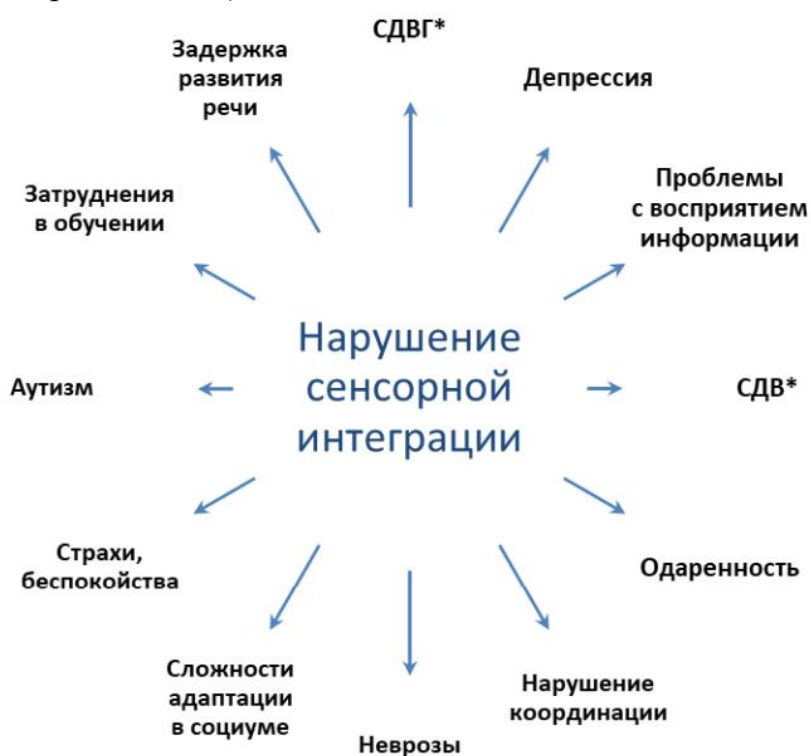 СДВГ*
Задержка
развития
речи
Депрессия
Проблемы
с восприятием
информации
Затруднения
в обучении
Нарушение
сенсорной
интеграции
Аутизм
СДВ*
Страхи,
беспокойства
Одаренность
Сложности
адаптации
в социуме
Нарушение
координации
Неврозы